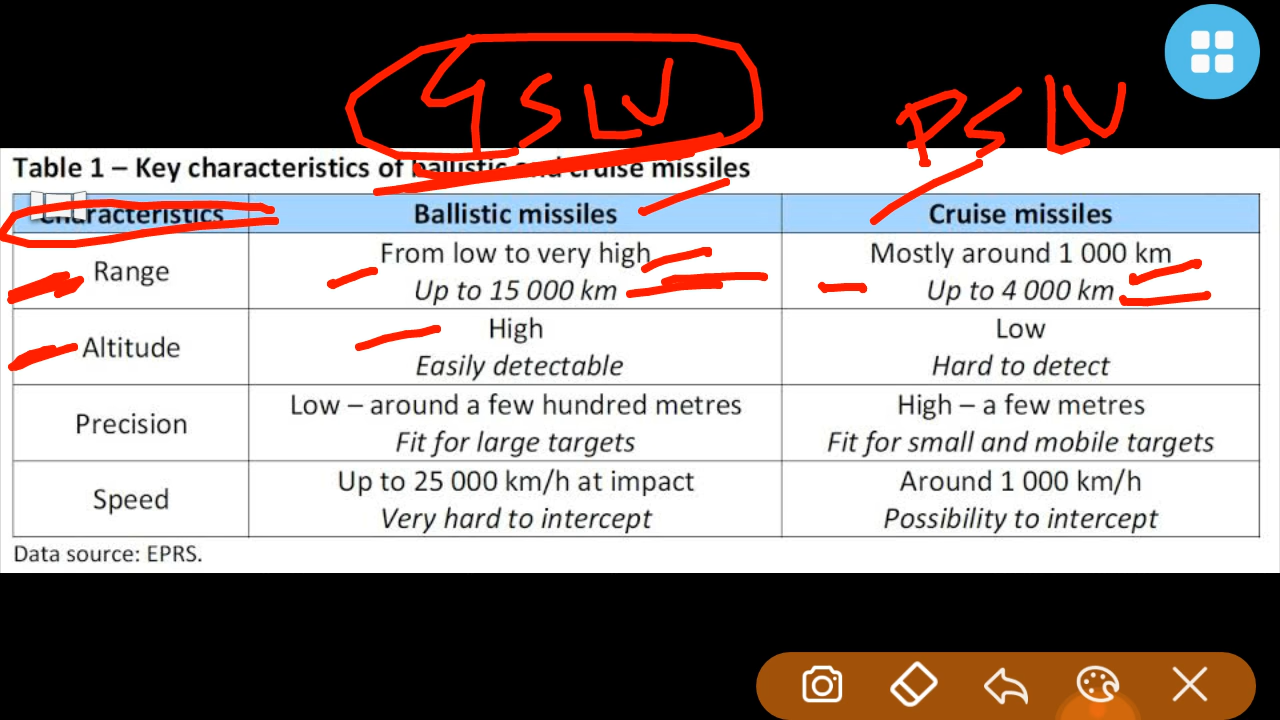 GSLV
PSLV
Table 1 – Key characteristics of ballistic and cruise missiles
Characteristics Ballistic missiles Cruise missiles
Range From low to very high Mostly around 1 000 km
Up to 15 000 km Up to 4 000 km
Altitude High Low
Easily detectable Hard to detect
Precision Low – around a few hundred metres High – a few metres
Fit for large targets Fit for small and mobile targets
Speed Up to 25 000 km/h at impact Around 1 000 km/h
Very hard to intercept Possibility to intercept
Data source: EPRS.